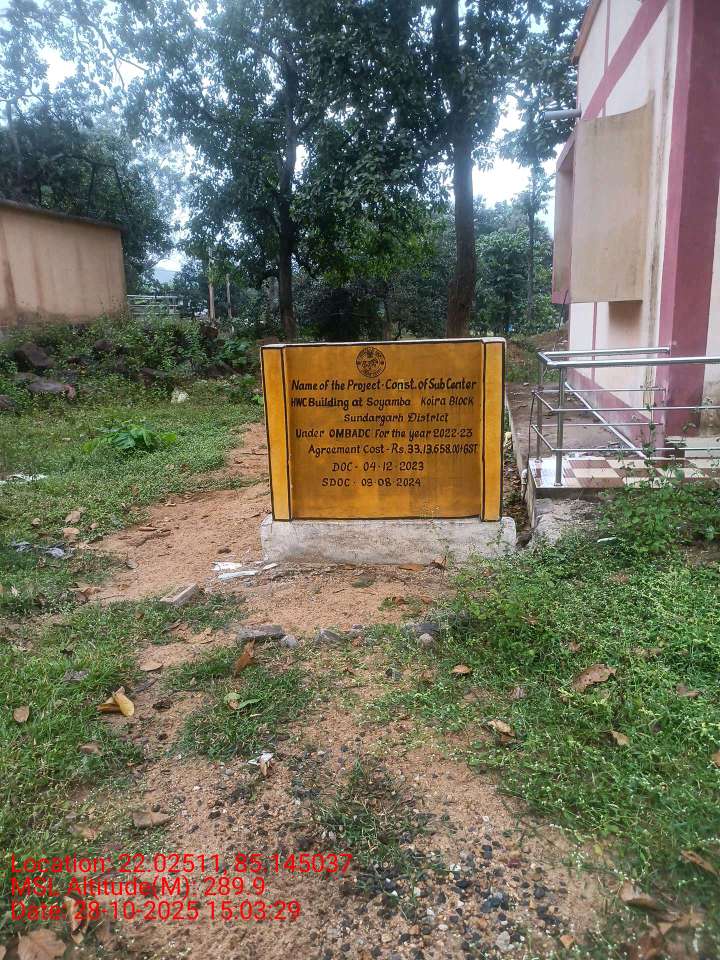 Name of the Project - Const. of Sub Center
HWC Building at Soyamba Koira Block
Sundargarh District
Under OMBADC For the year 2022-23
Agreement Cost - Rs. 33,13,658.00+GST
DOC - 04-12-2023
SDOC - 03-08-2024
Location: 22.02511, 85.145037
MSL Altitude(M): 289.9
Date: 28-10-2025 15:03:29